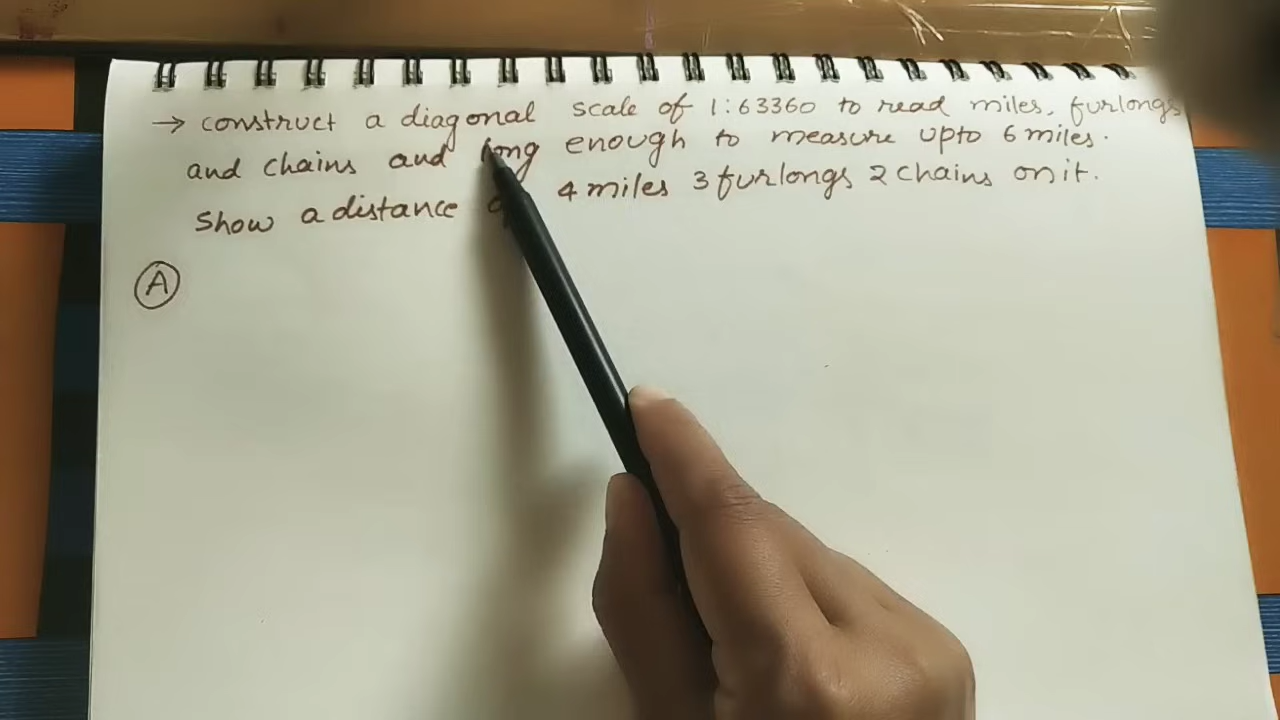 → construct a diagonal scale of 1:63360 to read miles, furlongs
and chains and long enough to measure upto 6 miles.
Show a distance 4 miles 3 furlongs 2 chains on it.
A